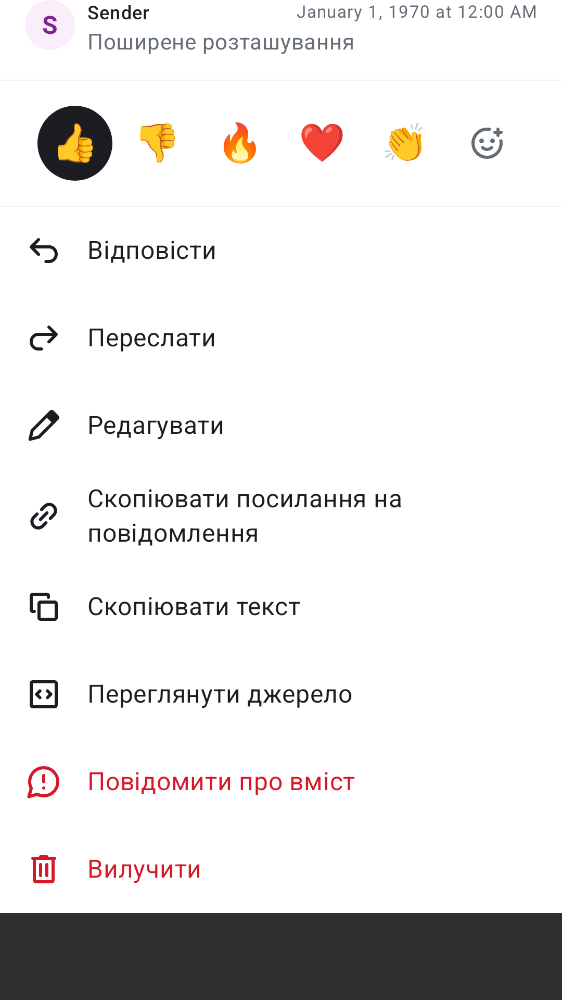 S
Sender
January 1, 1970 at 12:00 AM
Поширене розташування
Відповісти
Переслати
Редагувати
Скопіювати посилання на
повідомлення
Скопіювати текст
Переглянути джерело
Повідомити про вміст
Вилучити